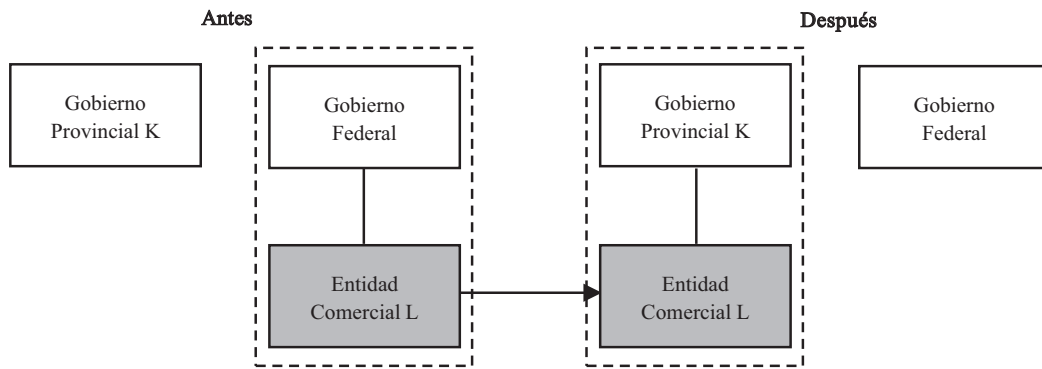 Antes
Después
Gobierno
Provincial K
Gobierno
Federal
Gobierno
Provincial K
Gobierno
Federal
Entidad
Comercial L
Entidad
Comercial L